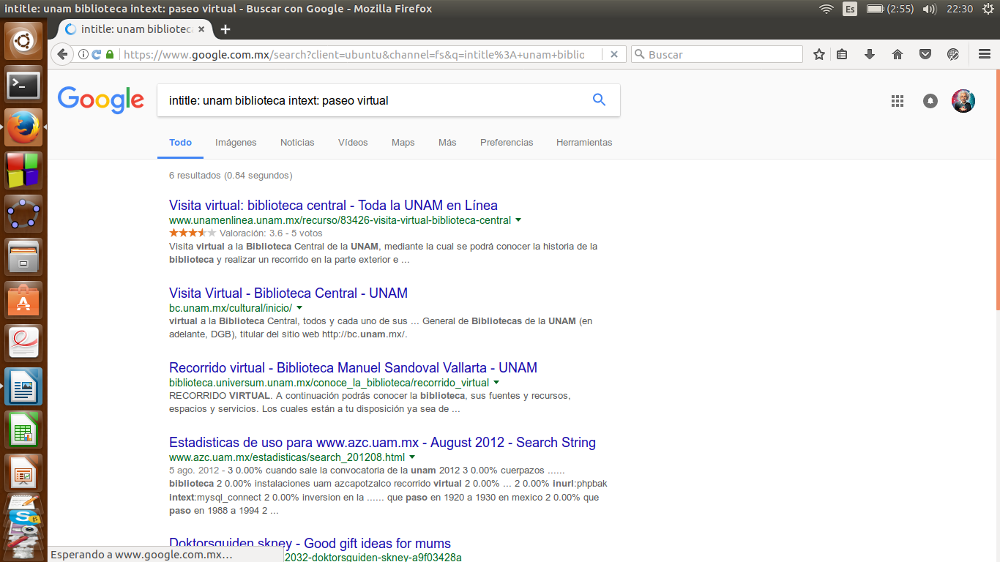 intitle: unam biblioteca intext: paseo virtual - Buscar con Google - Mozilla Firefox
Es
(2:55)
22:30
intitle: unam bibliotec
https://www.google.com.mx/search?client=ubuntu&channel=fs&q=intitle%3A+unam+biblio
Buscar
Google
intitle: unam biblioteca intext: paseo virtual
Todo
Imágenes
Noticias
Vídeos
Maps
Más
Preferencias
Herramientas
6 resultados (0.84 segundos)
Visita virtual: biblioteca central - Toda la UNAM en Línea
www.unamenlinea.unam.mx/recurso/83426-visita-virtual-biblioteca-central
Valoración: 3.6 - 5 votos
Visita virtual a la Biblioteca Central de la UNAM, mediante la cual se podrá conocer la historia de la
biblioteca y realizar un recorrido en la parte exterior e ...
Visita Virtual - Biblioteca Central - UNAM
bc.unam.mx/cultural/inicio/
virtual a la Biblioteca Central, todos y cada uno de sus ... General de Bibliotecas de la UNAM (en
adelante, DGB), titular del sitio web http://bc.unam.mx/.
Recorrido virtual - Biblioteca Manuel Sandoval Vallarta - UNAM
biblioteca.universum.unam.mx/conoce_la_biblioteca/recorrido_virtual
RECORRIDO VIRTUAL. A continuación podrás conocer la biblioteca, sus fuentes y recursos,
espacios y servicios. Los cuales están a tu disposición ya sea de ...
Estadisticas de uso para www.azc.uam.mx - August 2012 - Search String
www.azc.uam.mx/estadisticas/search_201208.html
5 ago. 2012 - 3 0.00% cuando sale la convocatoria de la unam 2012 3 0.00% cuerpazos ......
biblioteca 2 0.00% instalaciones uam azcapotzalco recorrido virtual 2 0.00% ... 2 0.00% inurl:phpbak
intext:mysql_connect 2 0.00% inversion en la ...... que paso en 1920 a 1930 en mexico 2 0.00% que
paso en 1988 a 1994 2 ...
Doktorsguiden skney - Good gift ideas for mums
Esperando a www.google.com.mx...
2032-doktorsguiden-skney-a9f03428a